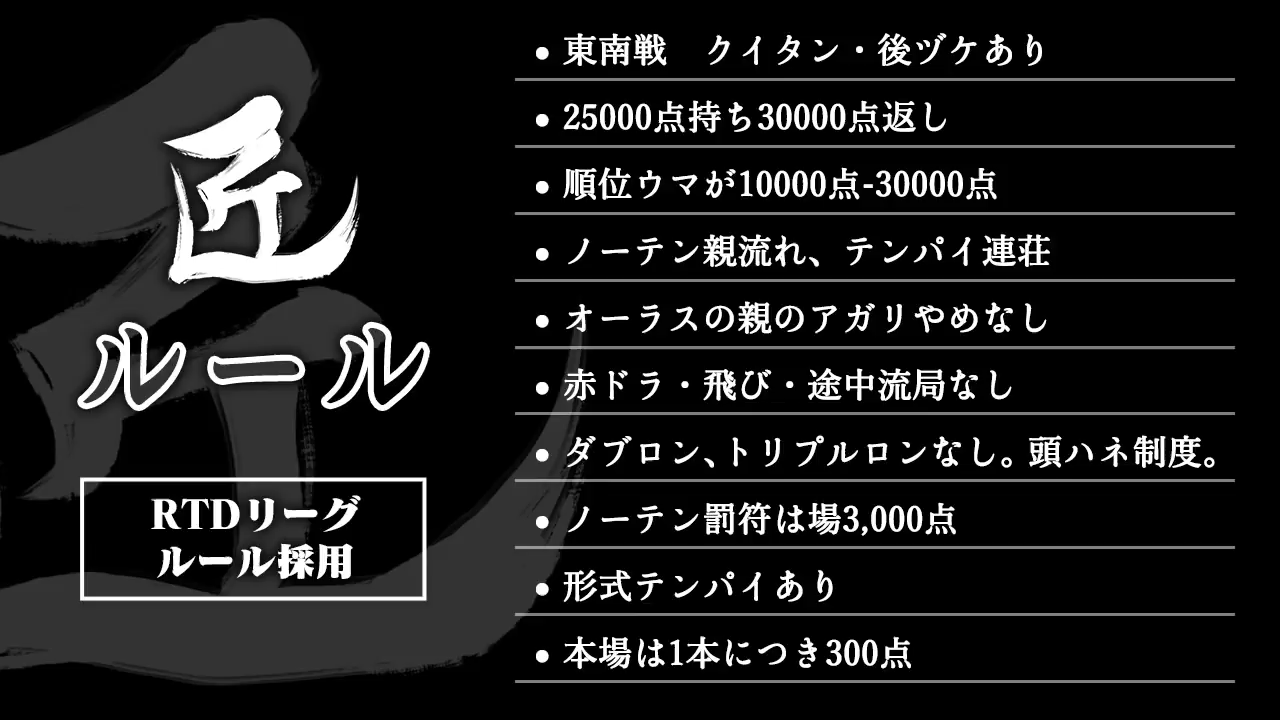 匠
ルール
RTDリーグ
ルール採用
• 東南戦　クイタン・後ヅケあり
• 25000点持ち30000点返し
• 順位ウマが10000点-30000点
• ノーテン親流れ、テンパイ連荘
• オーラスの親のアガリやめなし
• 赤ドラ・飛び・途中流局なし
• ダブロン、トリプルロンなし。頭ハネ制度。
• ノーテン罰符は場3,000点
• 形式テンパイあり
• 本場は1本につき300点